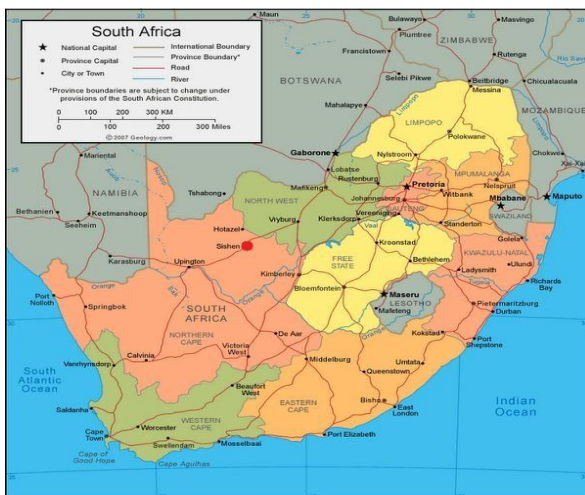 South Africa
National Capital
Province Capital
City or Town
International Boundary
Province Boundary*
Road
River
*Province boundaries are subject to change under
provisions of the South African Constitution.
0 100 200 300 KM
0 100 200 300 Miles
©2007 Geology.com
Maun
Bulawayo
Masvingo
Plumtree
ZIMBABWE
Francistown
Rutenga
Selebi Pikwe
Beitbridge
Chicualacuala
Messina
BOTSWANA
Mahalapye
Limpopo
Limpopo
MOZAMBIQUE
LIMPOPO
Polokwane
Mariental
Gaborone
Nylstroom
Chokwe
Lobatse
MPUMALANGA
Rustenburg
Pretoria
Nelspruit
NAMIBIA
Tshabong
Mafikeng
Johannesburg
Witbank
Mbabane
Maputo
NORTH WEST
GAUTENG
Bethanien
Keetmanshoop
Vryburg
Klerksdorp
Vereeniging
Standerton
SWAZILAND
Seeheim
Hotazel
Vaal
Sishen
Kroonstad
Golela
Karasburg
Upington
FREE
STATE
Bethlehem
KWAZULU-NATAL
Kimberley
Ulundi
Orange
Orange
Ladysmith
Port
Nolloth
Bloemfontein
Maseru
Richards
Bay
Springbok
SOUTH
AFRICA
LESOTHO
Mafeteng
Pietermaritzburg
Durban
NORTHERN
CAPE
De Aar
Orange
Kokstad
Port
Shepstone
Calvinia
Victoria
West
Middelburg
Umtata
Vanrhynsdorp
South
Atlantic
Ocean
Queenstown
Beaufort
West
Saldanha
EASTERN
CAPE
Bisho
Indian
Ocean
WESTERN
CAPE
East
London
Worcester
Cape
Town
Swellendam
Mosselbaai
Port Elizabeth
Cape of
Good Hope
Cape Agulhas